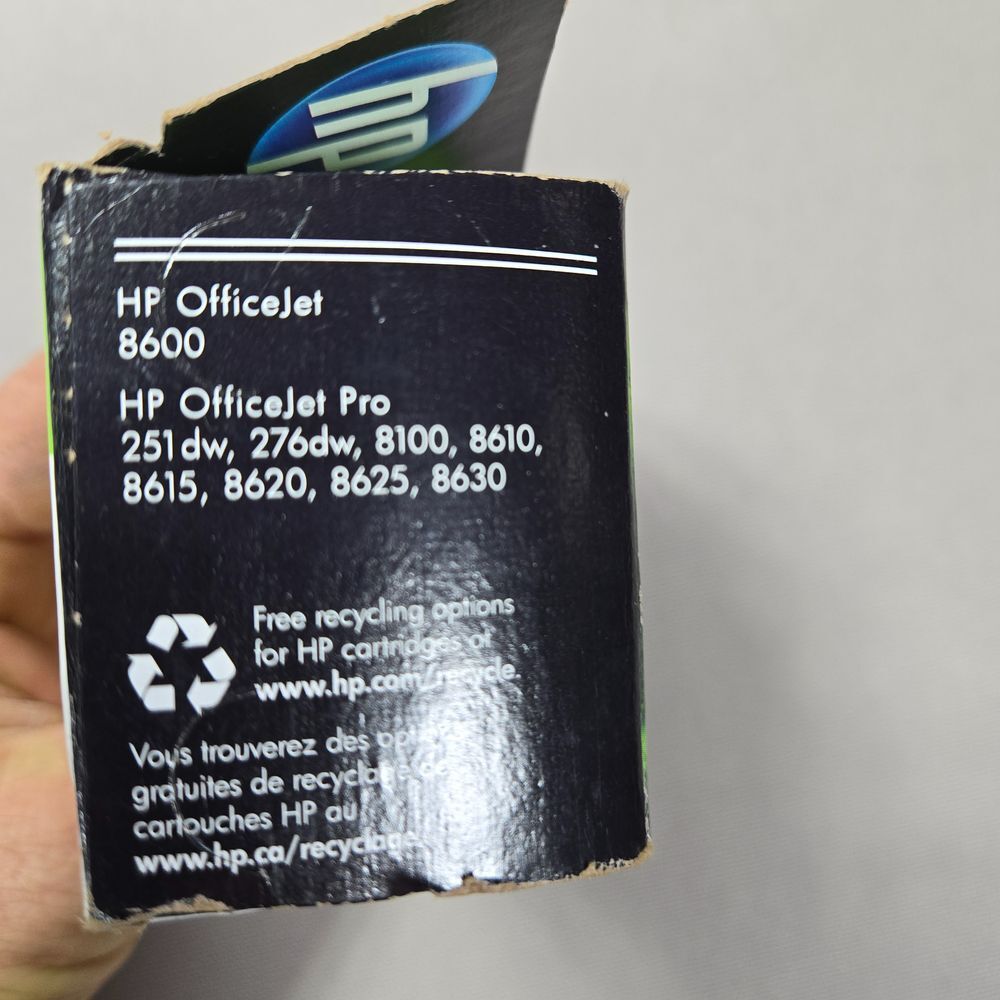 hp
HP OfficeJet
8600
HP OfficeJet Pro
251dw, 276dw, 8100, 8610,
8615, 8620, 8625, 8630
Free recycling options
for HP cartridges at
www.hp.com/recycle.
Vous trouverez des
gratuites de recyclage de
cartouches HP au
www.hp.ca/recyclage.